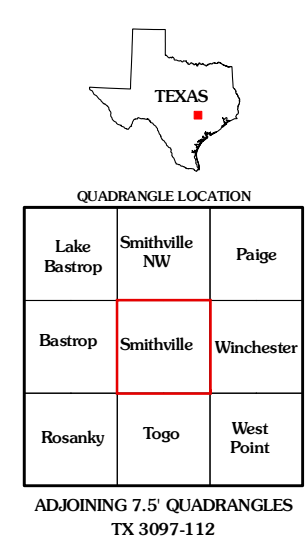 TEXAS
QUADRANGLE LOCATION
Lake
Bastrop
Smithville
NW
Paige
Bastrop
Smithville
Winchester
Rosanky
Togo
West
Point
ADJOINING 7.5' QUADRANGLES
TX 3097-112